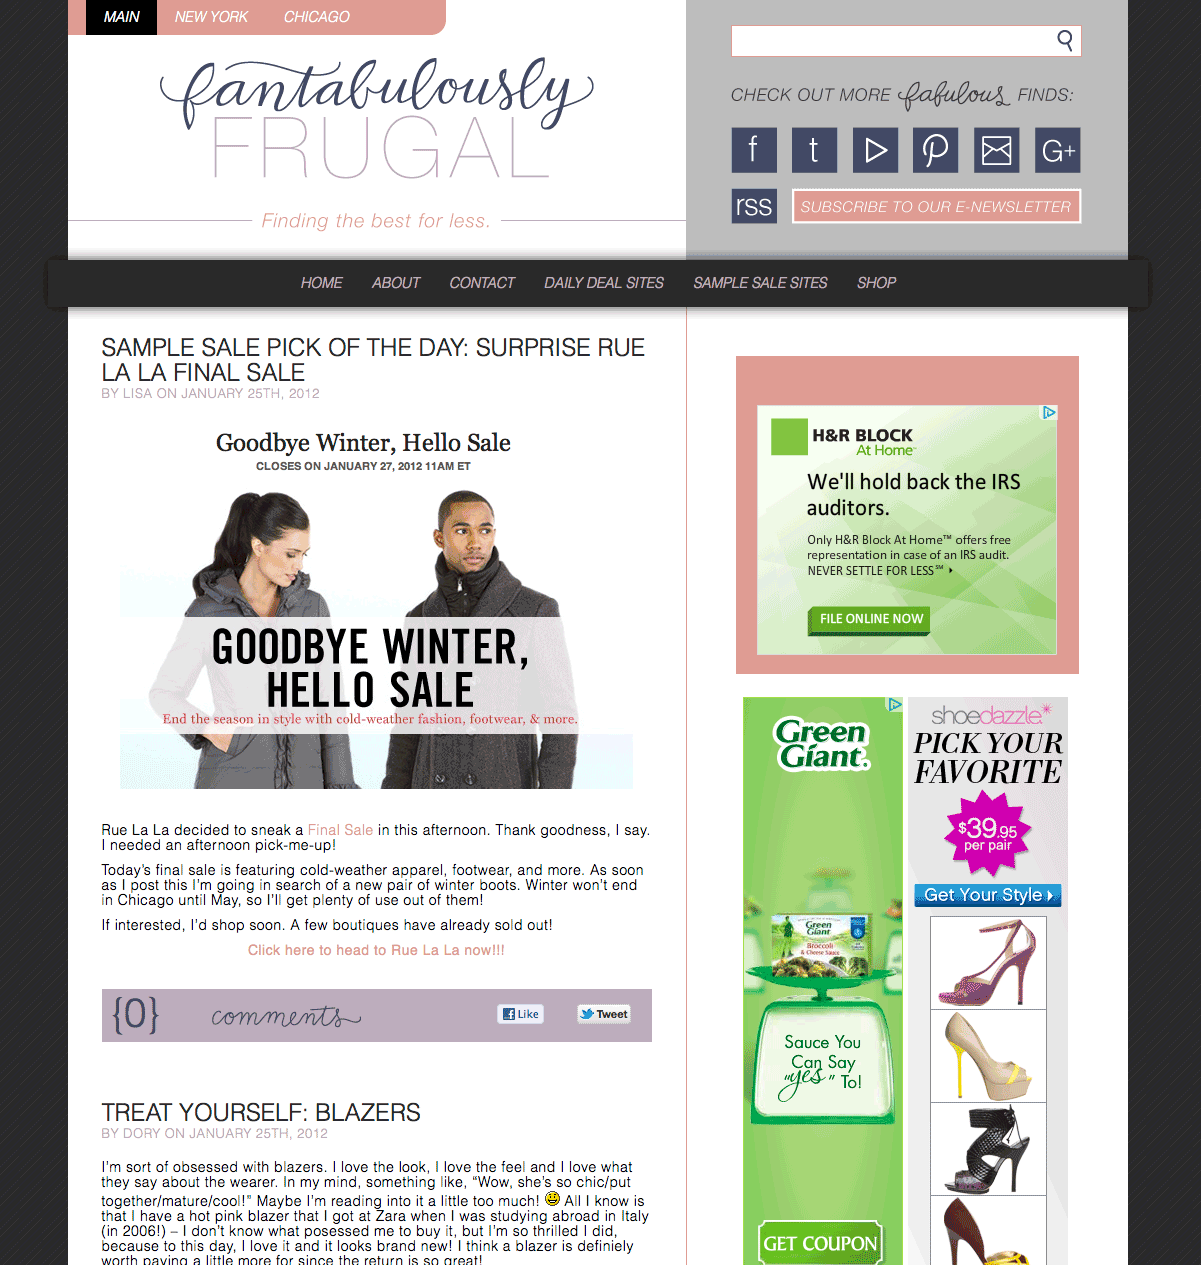 MAIN NEW YORK CHICAGO
fantabulously
FRUGAL
Finding the best for less.
CHECK OUT MORE fabulous FINDS:
f t G+
rss SUBSCRIBE TO OUR E-NEWSLETTER
HOME ABOUT CONTACT DAILY DEAL SITES SAMPLE SALE SITES SHOP
SAMPLE SALE PICK OF THE DAY: SURPRISE RUE
LA LA FINAL SALE
BY LISA ON JANUARY 25TH, 2012
Goodbye Winter, Hello Sale
CLOSES ON JANUARY 27, 2012 11AM ET
GOODBYE WINTER,
HELLO SALE
End the season in style with cold-weather fashion, footwear, & more.
Rue La La decided to sneak a Final Sale in this afternoon. Thank goodness, I say.
I needed an afternoon pick-me-up!
Today's final sale is featuring cold-weather apparel, footwear, and more. As soon
as I post this I'm going in search of a new pair of winter boots. Winter won't end
in Chicago until May, so I'll get plenty of use out of them!
If interested, I'd shop soon. A few boutiques have already sold out!
Click here to head to Rue La La now!!!
{0} comments Like Tweet
TREAT YOURSELF: BLAZERS
BY DORY ON JANUARY 25TH, 2012
I'm sort of obsessed with blazers. I love the look, I love the feel and I love what
they say about the wearer. In my mind, something like, “Wow, she's so chic/put
together/mature/cool!” Maybe I'm reading into it a little too much! All I know is
that I have a hot pink blazer that I got at Zara when I was studying abroad in Italy
(in 2006!) – I don't know what posessed me to buy it, but I'm so thrilled I did,
because to this day, I love it and it looks brand new! I think a blazer is definiely
worth paying a little more for since the return is so great!
H&R BLOCK
At Home™
We'll hold back the IRS
auditors.
Only H&R Block At Home™ offers free
representation in case of an IRS audit.
NEVER SETTLE FOR LESS℠
FILE ONLINE NOW
Green
Giant.
Green
Giant
Broccoli
& Cheese Sauce
Sauce You
Can Say
"yes" To!
GET COUPON
shoedazzle
PICK YOUR
FAVORITE
$39.95
per pair
Get Your Style